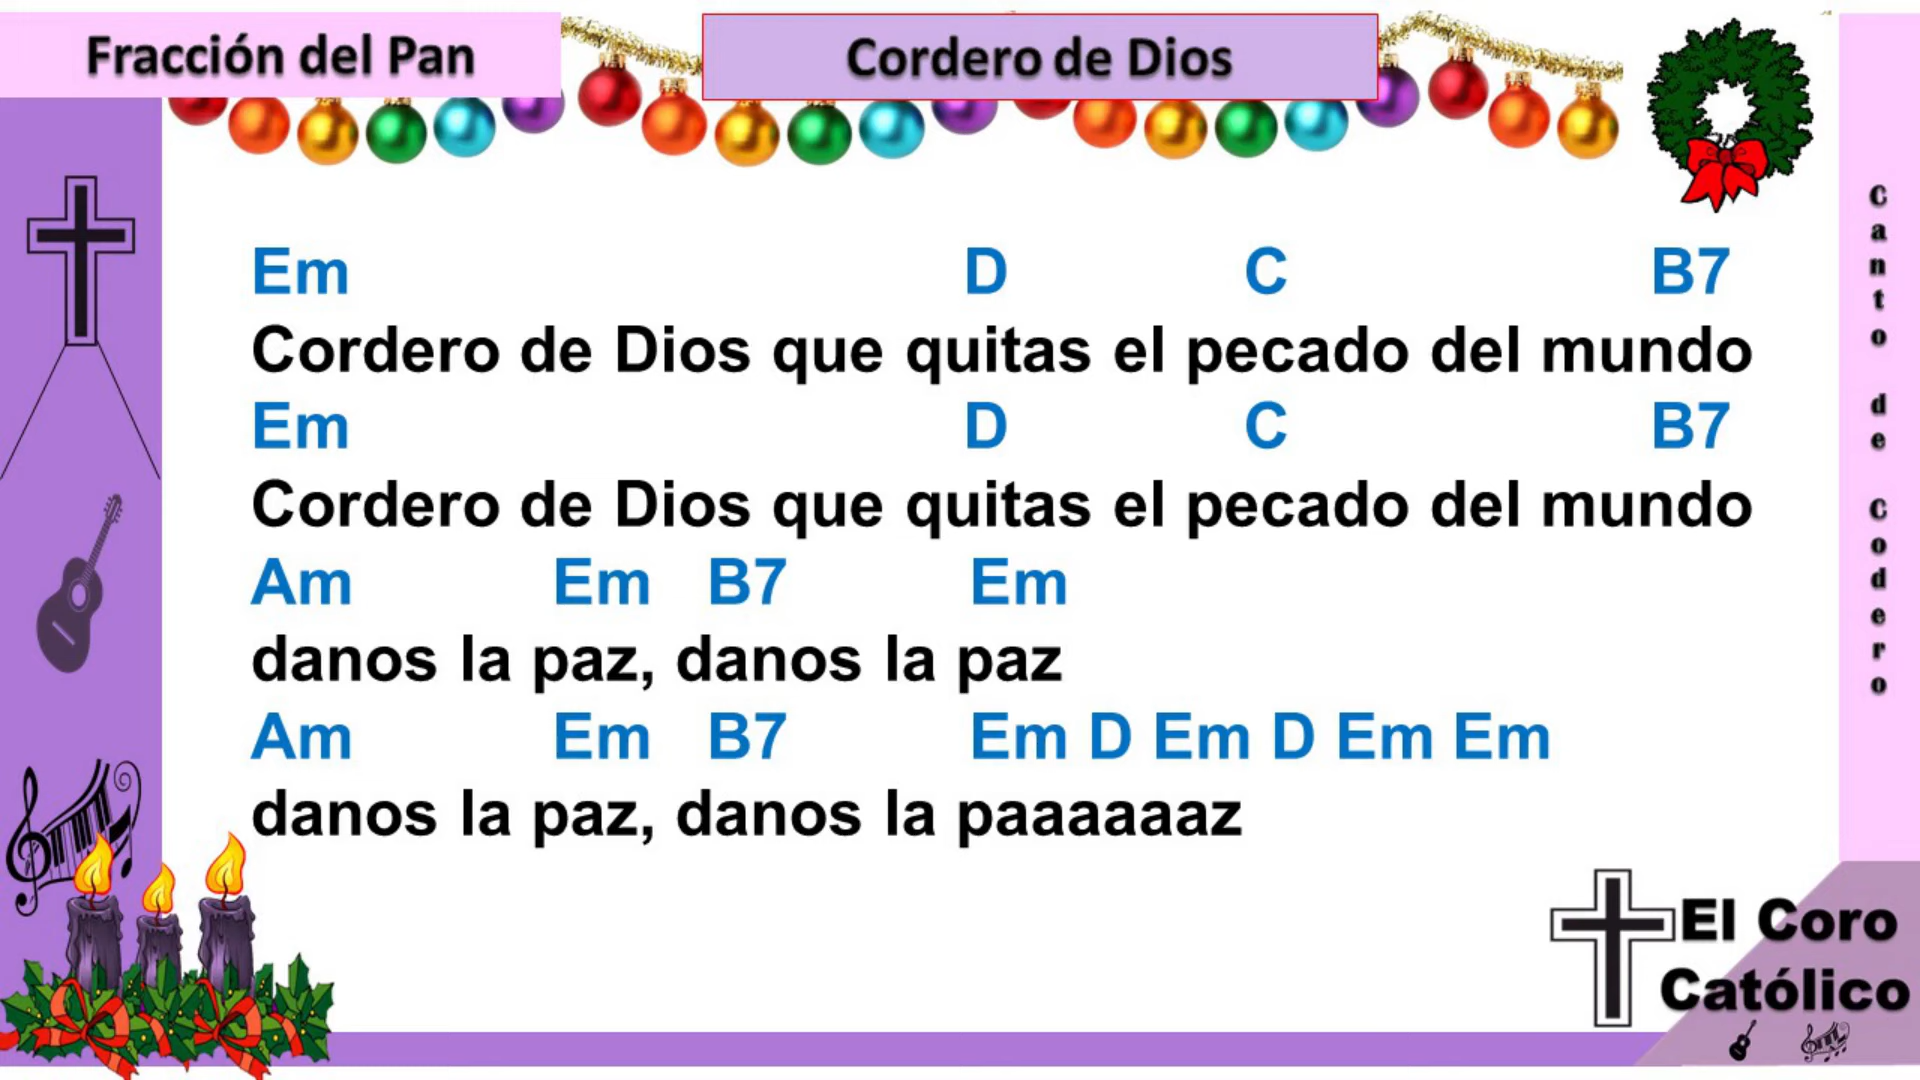 Fracción del Pan
Cordero de Dios
Em D C B7
Cordero de Dios que quitas el pecado del mundo
Em D C B7
Cordero de Dios que quitas el pecado del mundo
Am Em B7 Em
danos la paz, danos la paz
Am Em B7 Em D Em D Em Em
danos la paz, danos la paaaaaaz
Canto de Codero
El Coro
Católico